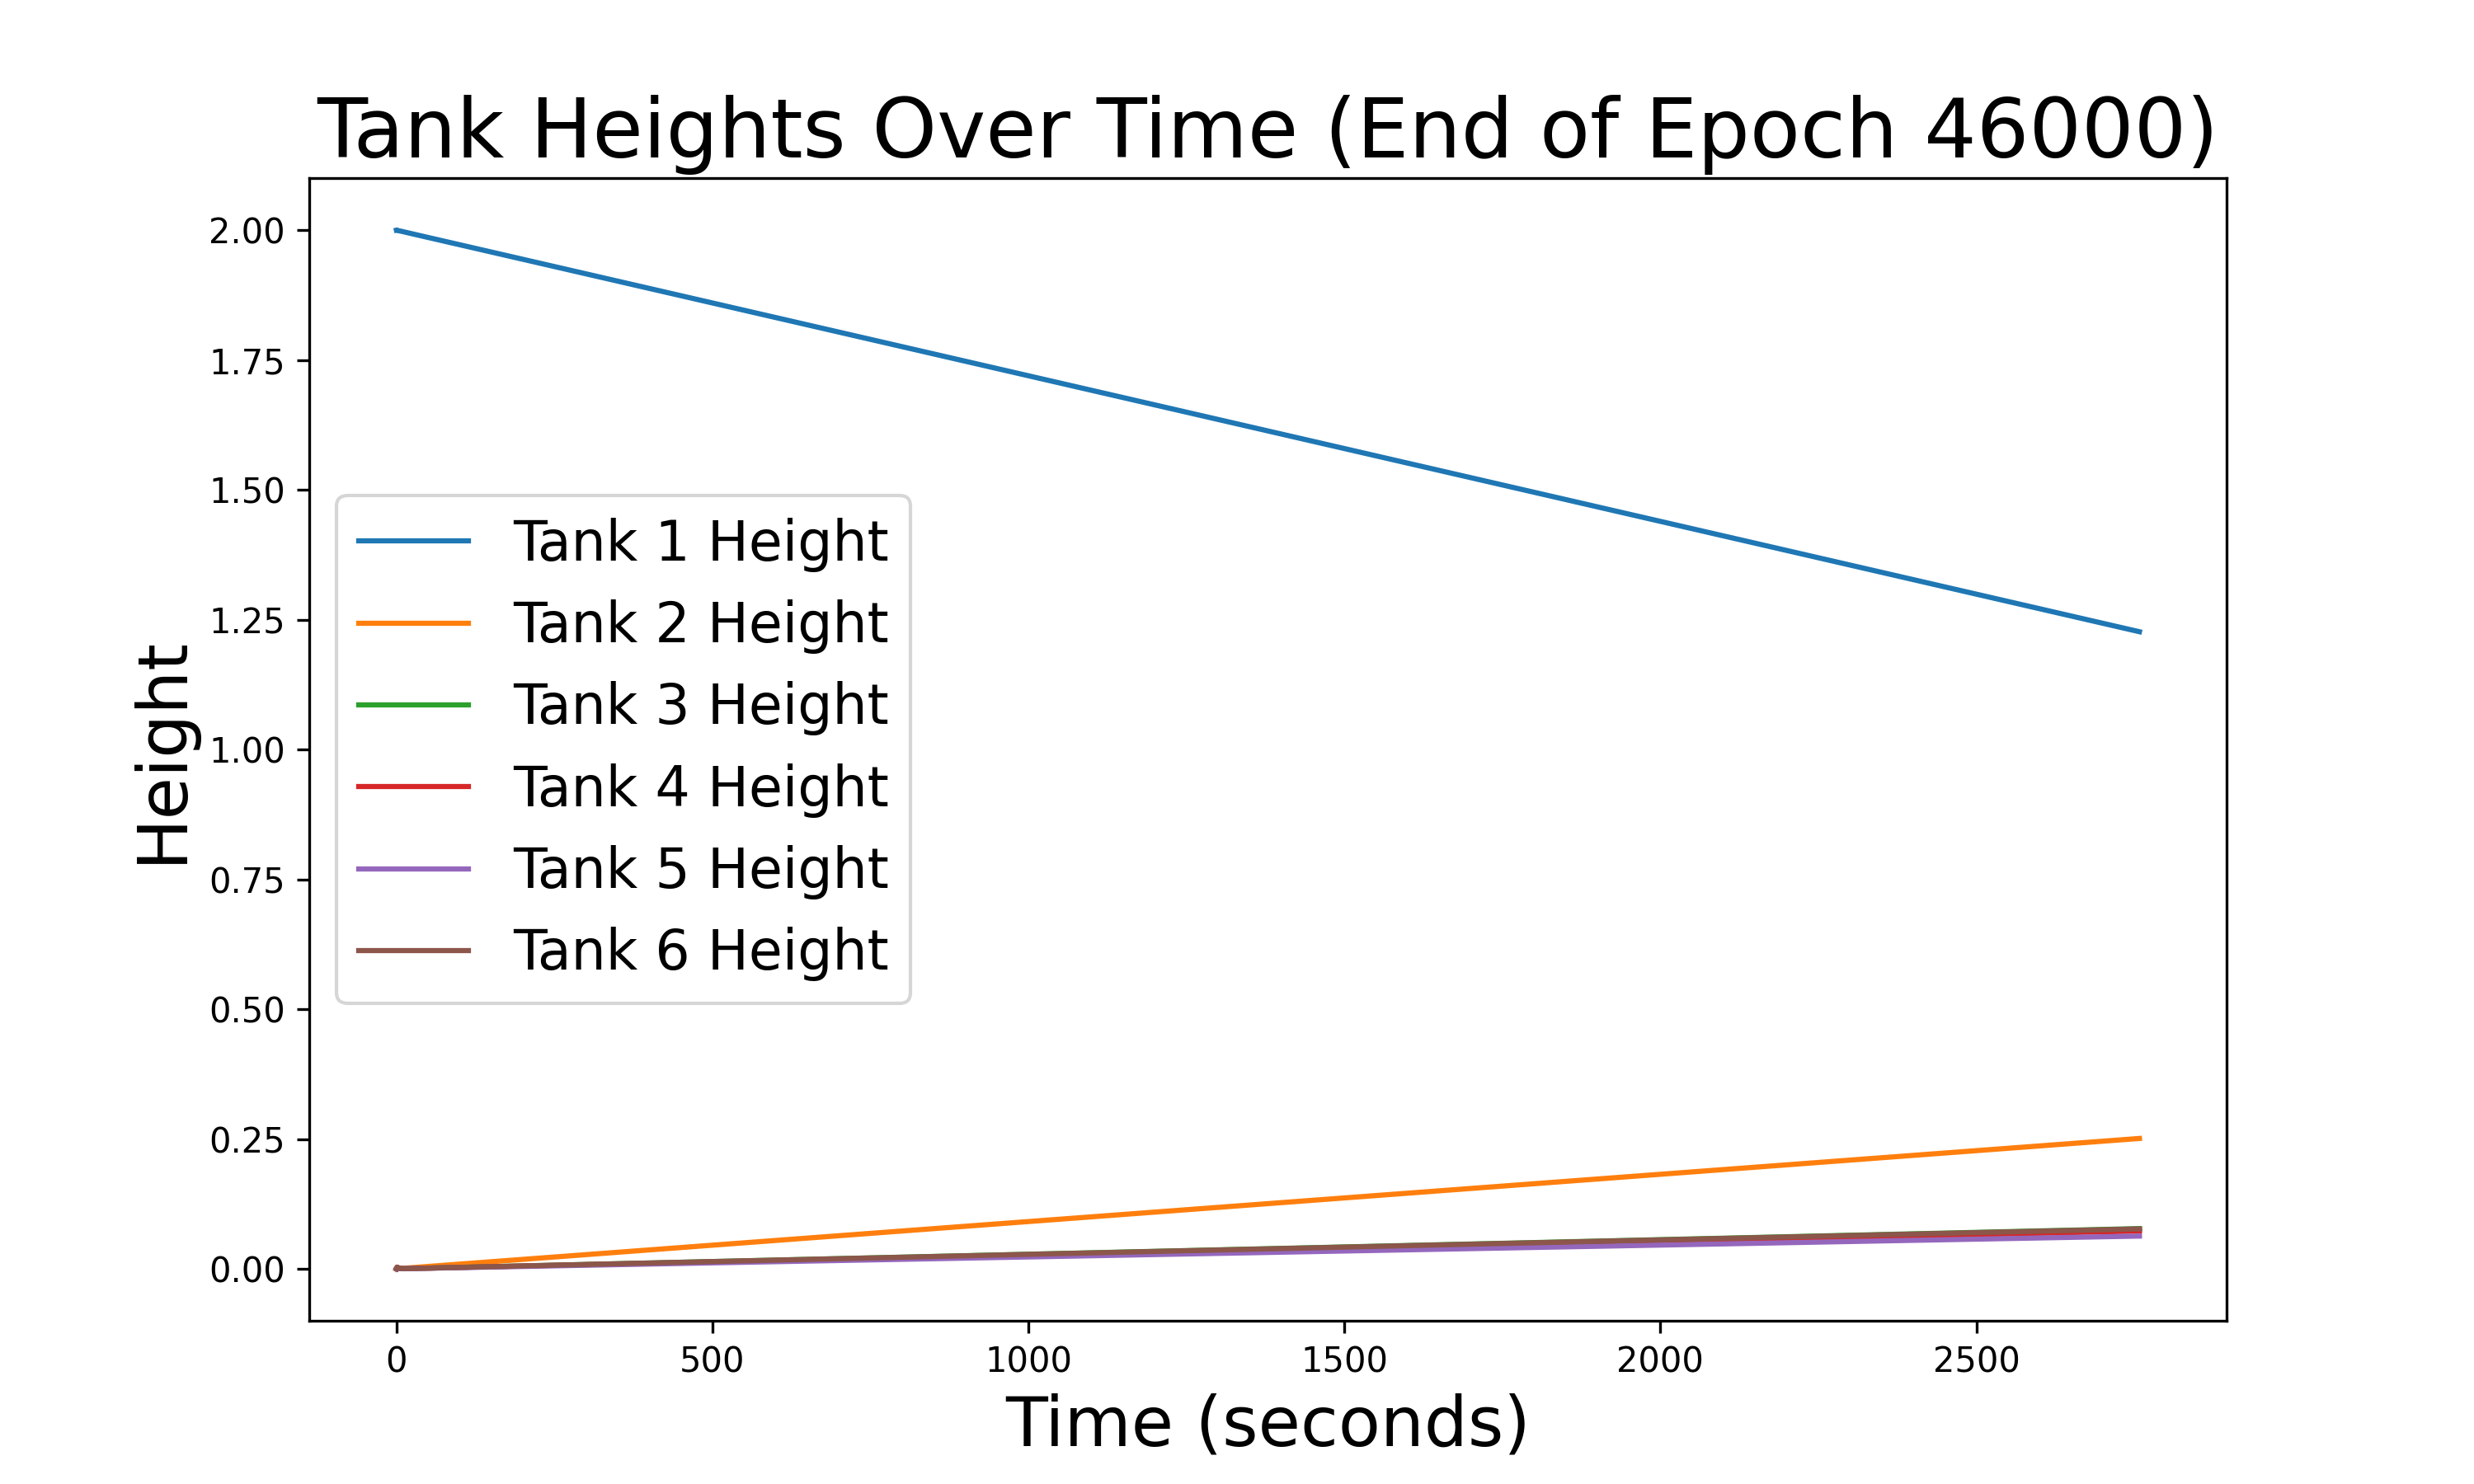 Tank Heights Over Time (End of Epoch 46000)
2.00
1.75
1.50
1.25
1.00
0.75
0.50
0.25
0.00
Height
Tank 1 Height
Tank 2 Height
Tank 3 Height
Tank 4 Height
Tank 5 Height
Tank 6 Height
0 500 1000 1500 2000 2500
Time (seconds)